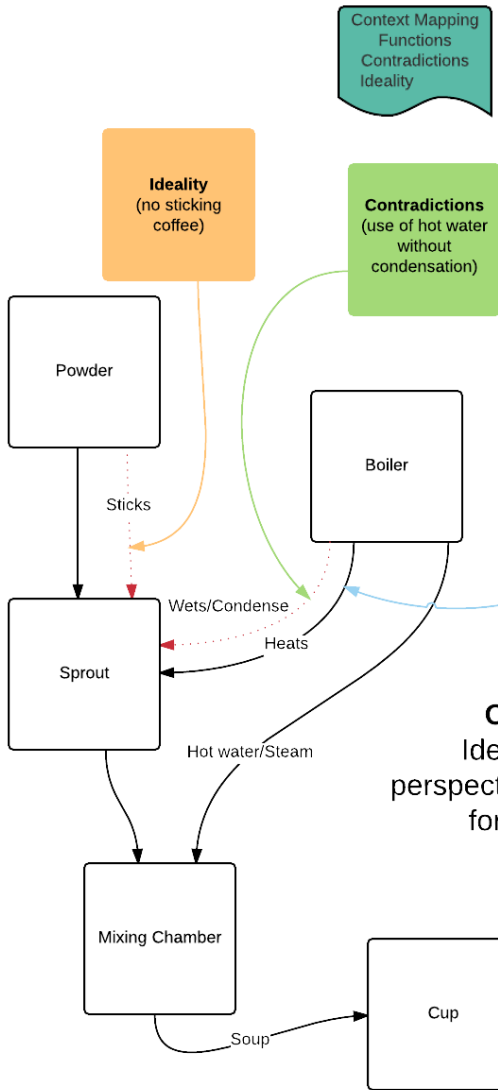 Context Mapping
Functions
Contradictions
Ideality
Ideality
(no sticking
coffee)
Contradictions
(use of hot water
without
condensation)
Powder
Boiler
Sticks
Wets/Condense
Heats
Sprout
Hot water/Steam
Mixing Chamber
Soup
Cup